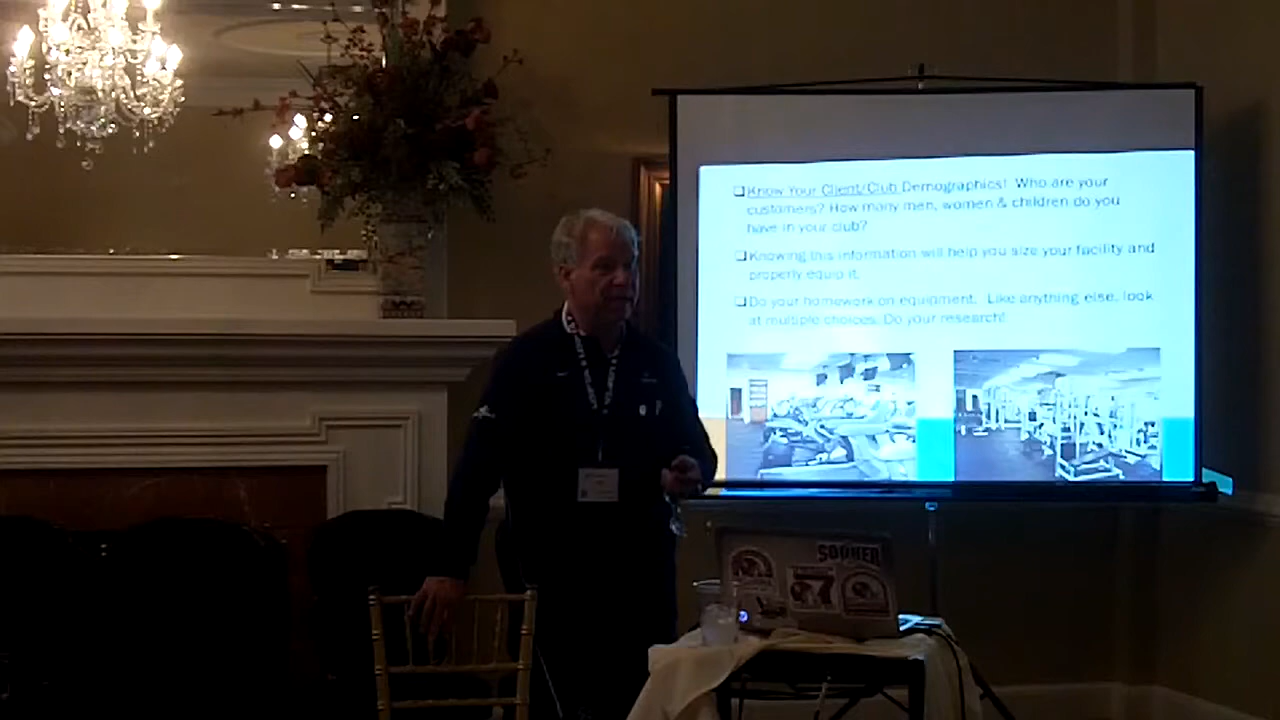 ❑Know Your Client/Club Demographics! Who are your
customers? How many men, women & children do you
have in your club?
❑Knowing this information will help you size your facility and
properly equip it.
❑Do your homework on equipment. Like anything else, look
at multiple choices. Do your research!
SOONER
7